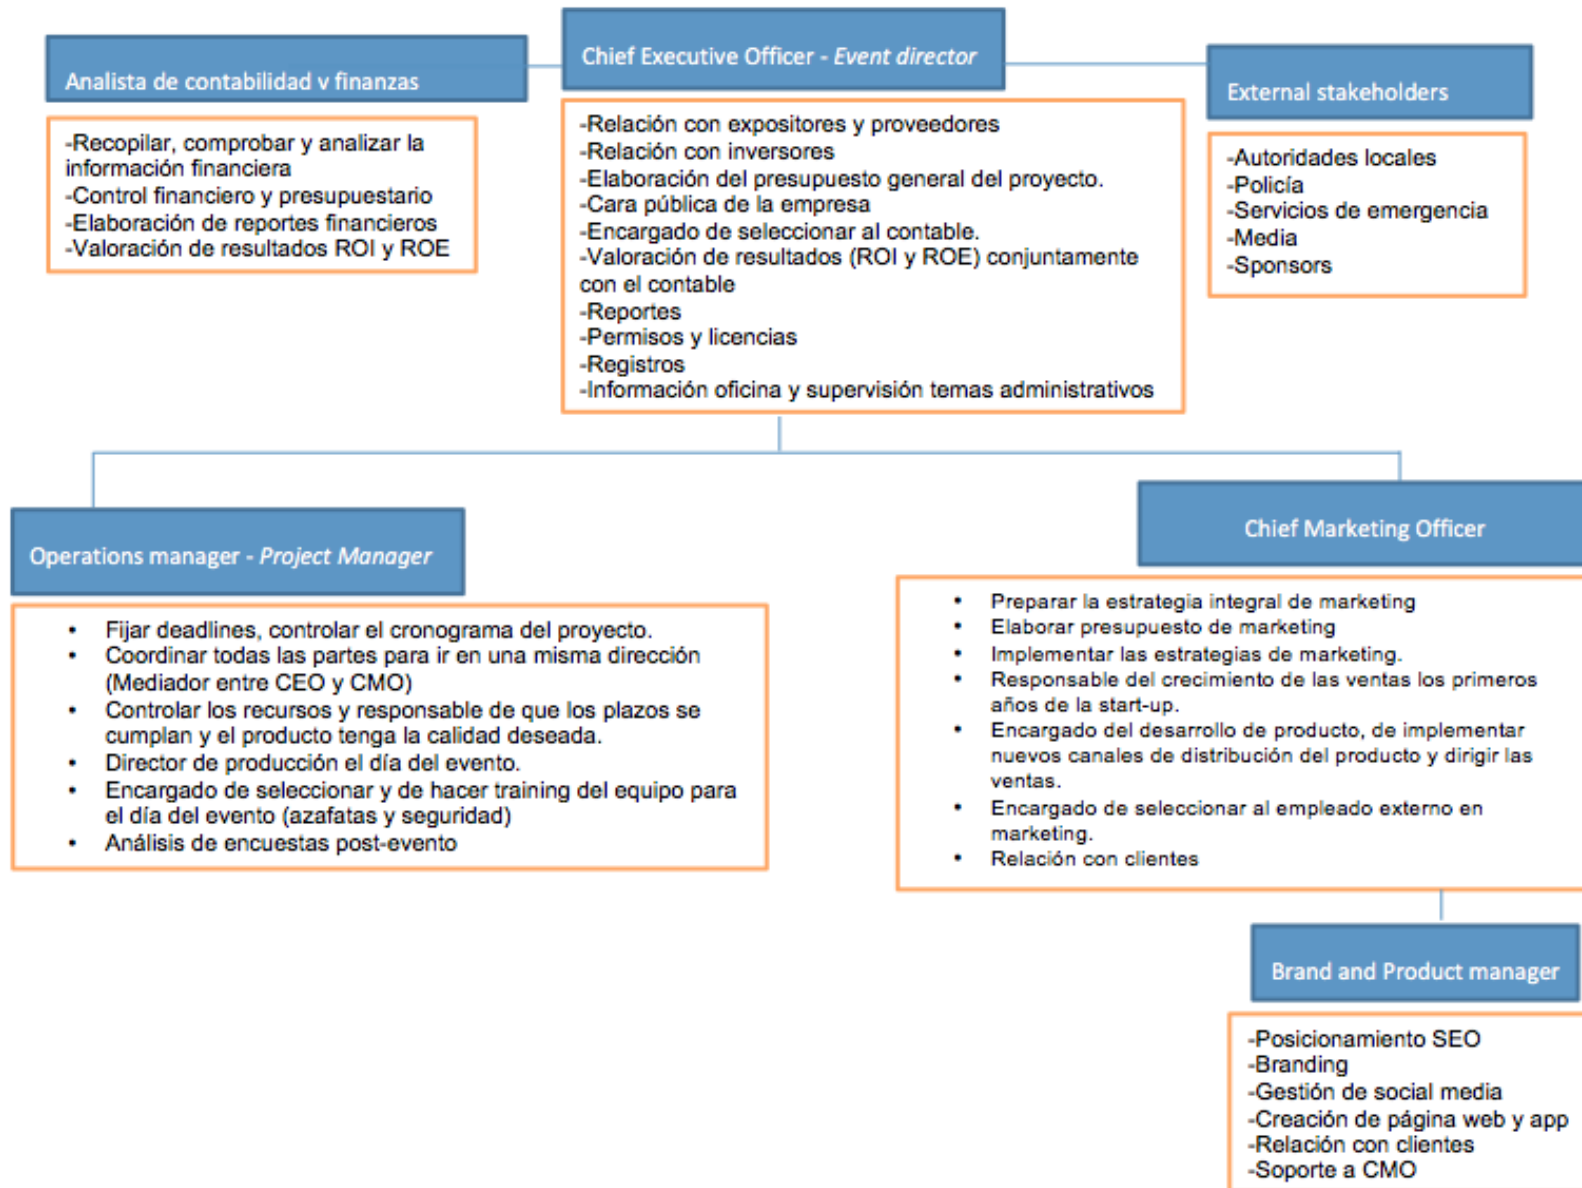 Analista de contabilidad v finanzas
-Recopilar, comprobar y analizar la
información financiera
-Control financiero y presupuestario
-Elaboración de reportes financieros
-Valoración de resultados ROI y ROE
Chief Executive Officer - Event director
-Relación con expositores y proveedores
-Relación con inversores
-Elaboración del presupuesto general del proyecto.
-Cara pública de la empresa
-Encargado de seleccionar al contable.
-Valoración de resultados (ROI y ROE) conjuntamente
con el contable
-Reportes
-Permisos y licencias
-Registros
-Información oficina y supervisión temas administrativos
External stakeholders
-Autoridades locales
-Policía
-Servicios de emergencia
-Media
-Sponsors
Operations manager - Project Manager
• Fijar deadlines, controlar el cronograma del proyecto.
• Coordinar todas las partes para ir en una misma dirección
(Mediador entre CEO y CMO)
• Controlar los recursos y responsable de que los plazos se
cumplan y el producto tenga la calidad deseada.
• Director de producción el día del evento.
• Encargado de seleccionar y de hacer training del equipo para
el día del evento (azafatas y seguridad)
• Análisis de encuestas post-evento
Chief Marketing Officer
• Preparar la estrategia integral de marketing
• Elaborar presupuesto de marketing
• Implementar las estrategias de marketing.
• Responsable del crecimiento de las ventas los primeros
años de la start-up.
• Encargado del desarrollo de producto, de implementar
nuevos canales de distribución del producto y dirigir las
ventas.
• Encargado de seleccionar al empleado externo en
marketing.
• Relación con clientes
Brand and Product manager
-Posicionamiento SEO
-Branding
-Gestión de social media
-Creación de página web y app
-Relación con clientes
-Soporte a CMO